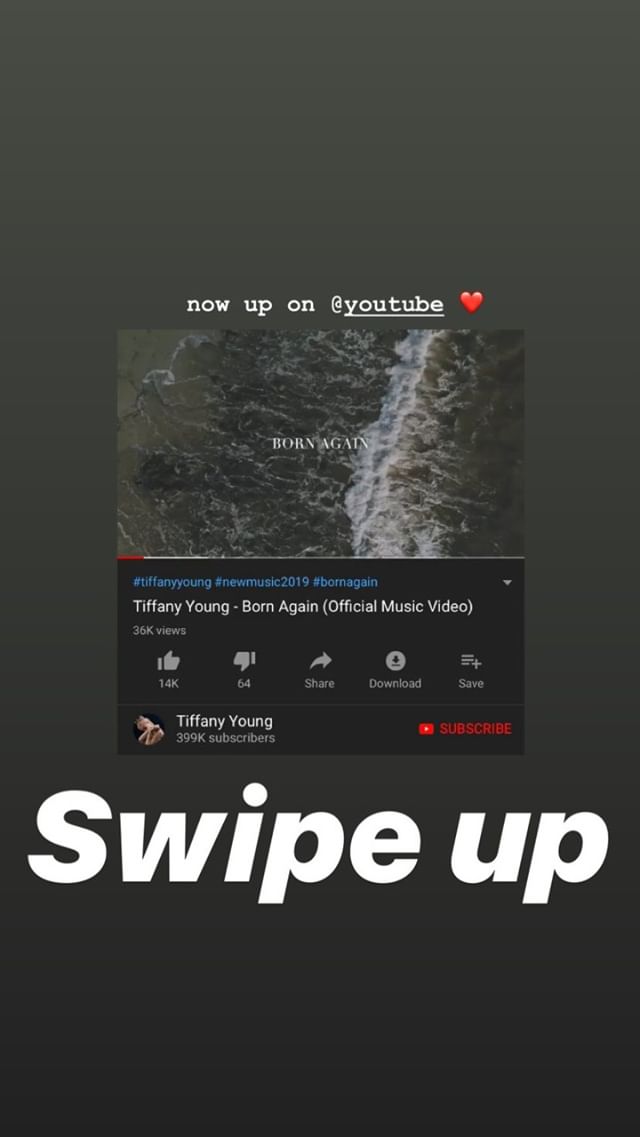 now up on @youtube ❤️
BORN AGAIN
#tiffanyyoung #newmusic2019 #bornagain
Tiffany Young - Born Again (Official Music Video)
36K views
14K 64 Share Download Save
Tiffany Young
399K subscribers
SUBSCRIBE
Swipe up